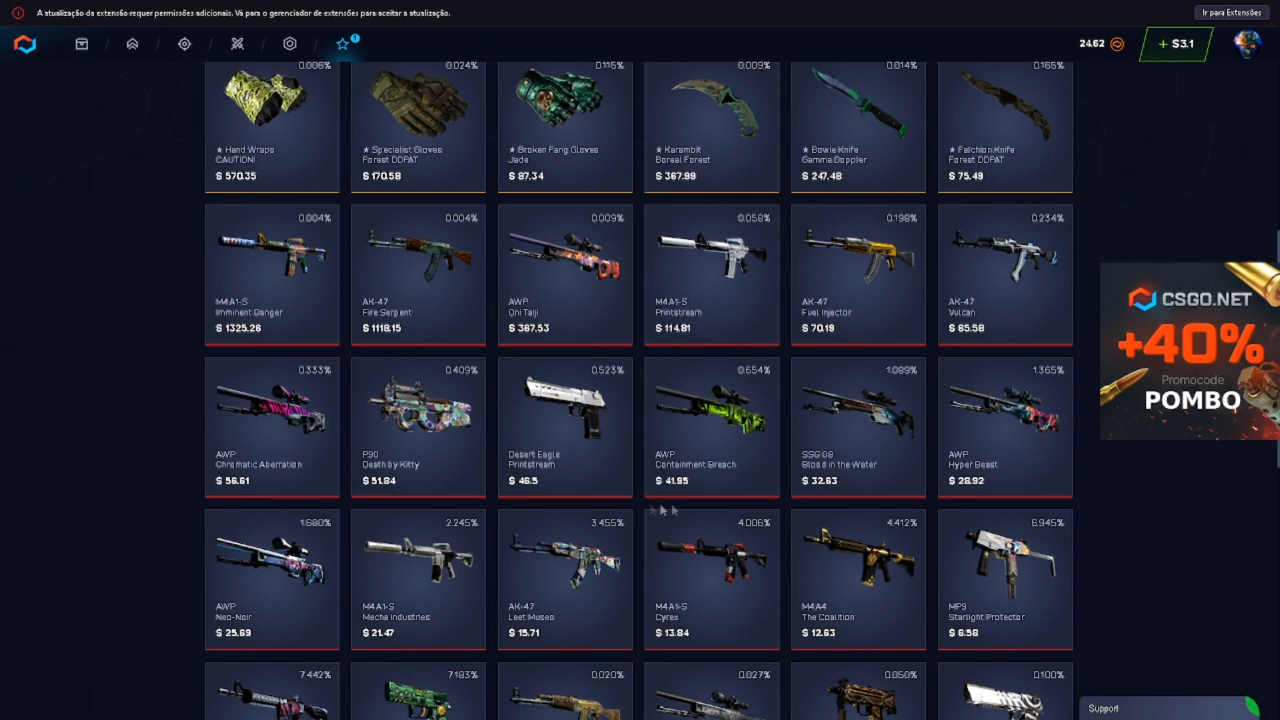 A atualização da extensão requer permissões adicionais. Vá para o gerenciador de extensões para aceitar a atualização.
Ir para Extensões
1
2462
+ $3.1
0.006%
0.024%
0.115%
0.009%
0.014%
0.165%
★ Hand Wraps
CAUTION!
$ 570.35
★ Specialist Gloves
Forest DDPAT
$ 170.58
★ Broken Fang Gloves
Jade
$ 87.34
★ Karambit
Boreal Forest
$ 367.99
★ Bowie Knife
Gamma Doppler
$ 247.48
★ Falchion Knife
Forest DDPAT
$ 75.49
0.004%
M4A1-S
Imminent Danger
$ 1325.26
0.004%
AK-47
Fire Serpent
$ 1118.15
0.009%
AWP
Oni Taiji
$ 367.53
0.058%
M4A1-S
Printstream
$ 114.81
0.198%
AK-47
Fuel Injector
$ 70.19
0.234%
AK-47
Vulcan
$ 65.58
CSGO.NET
+40%
Promocode
POMBO
0.333%
AWP
Chromatic Aberration
$ 56.61
0.409%
P90
Death by Kitty
$ 51.84
0.523%
Desert Eagle
Printstream
$ 46.5
0.654%
AWP
Containment Breach
$ 41.95
1.089%
SSG 08
Blood in the Water
$ 32.63
1.365%
AWP
Hyper Beast
$ 28.92
1.680%
AWP
Neo-Noir
$ 25.69
2.245%
M4A1-S
Mecha Industries
$ 21.47
3.455%
AK-47
Leet Museo
$ 15.71
4.006%
M4A1-S
Cyrex
$ 13.84
4.412%
M4A4
The Coalition
$ 12.63
6.945%
MP9
Starlight Protector
$ 6.58
7.442%
7.183%
0.020%
0.027%
0.050%
0.100%
Support